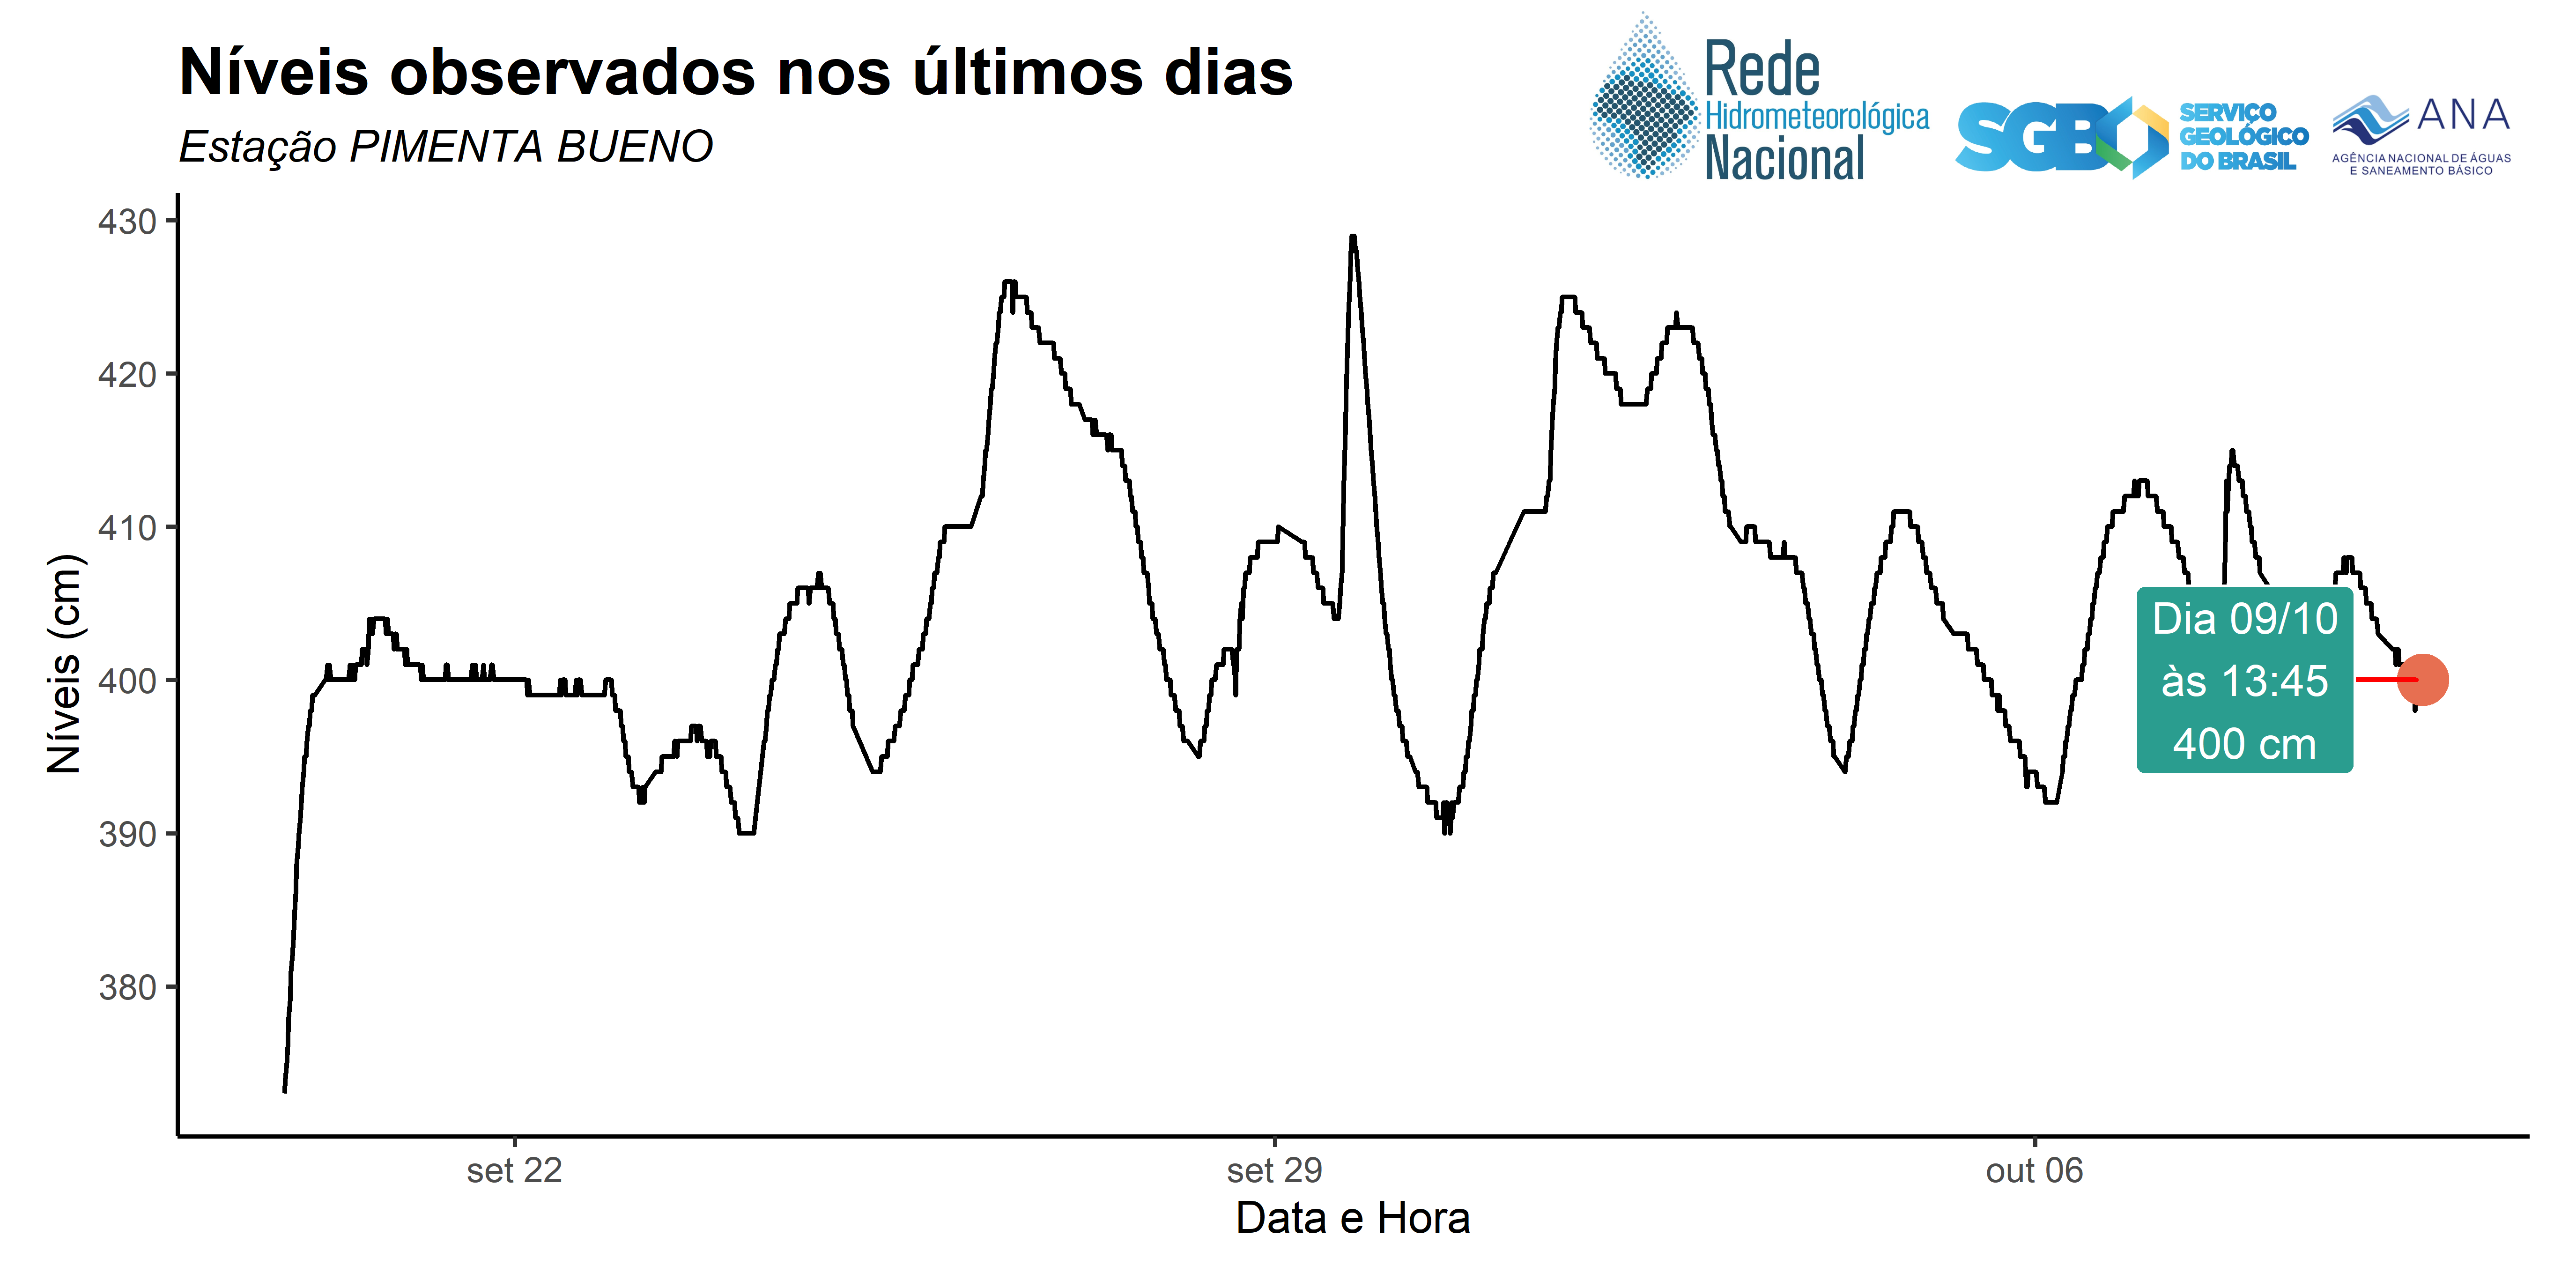 Níveis observados nos últimos dias
Estação PIMENTA BUENO
Rede
Hidrometeorológica
Nacional
SGB
SERVIÇO
GEOLÓGICO
DO BRASIL
ANA
AGÊNCIA NACIONAL DE ÁGUAS
E SANEAMENTO BÁSICO
Níveis (cm)
430
420
410
400
390
380
Dia 09/10
às 13:45
400 cm
set 22
set 29
out 06
Data e Hora